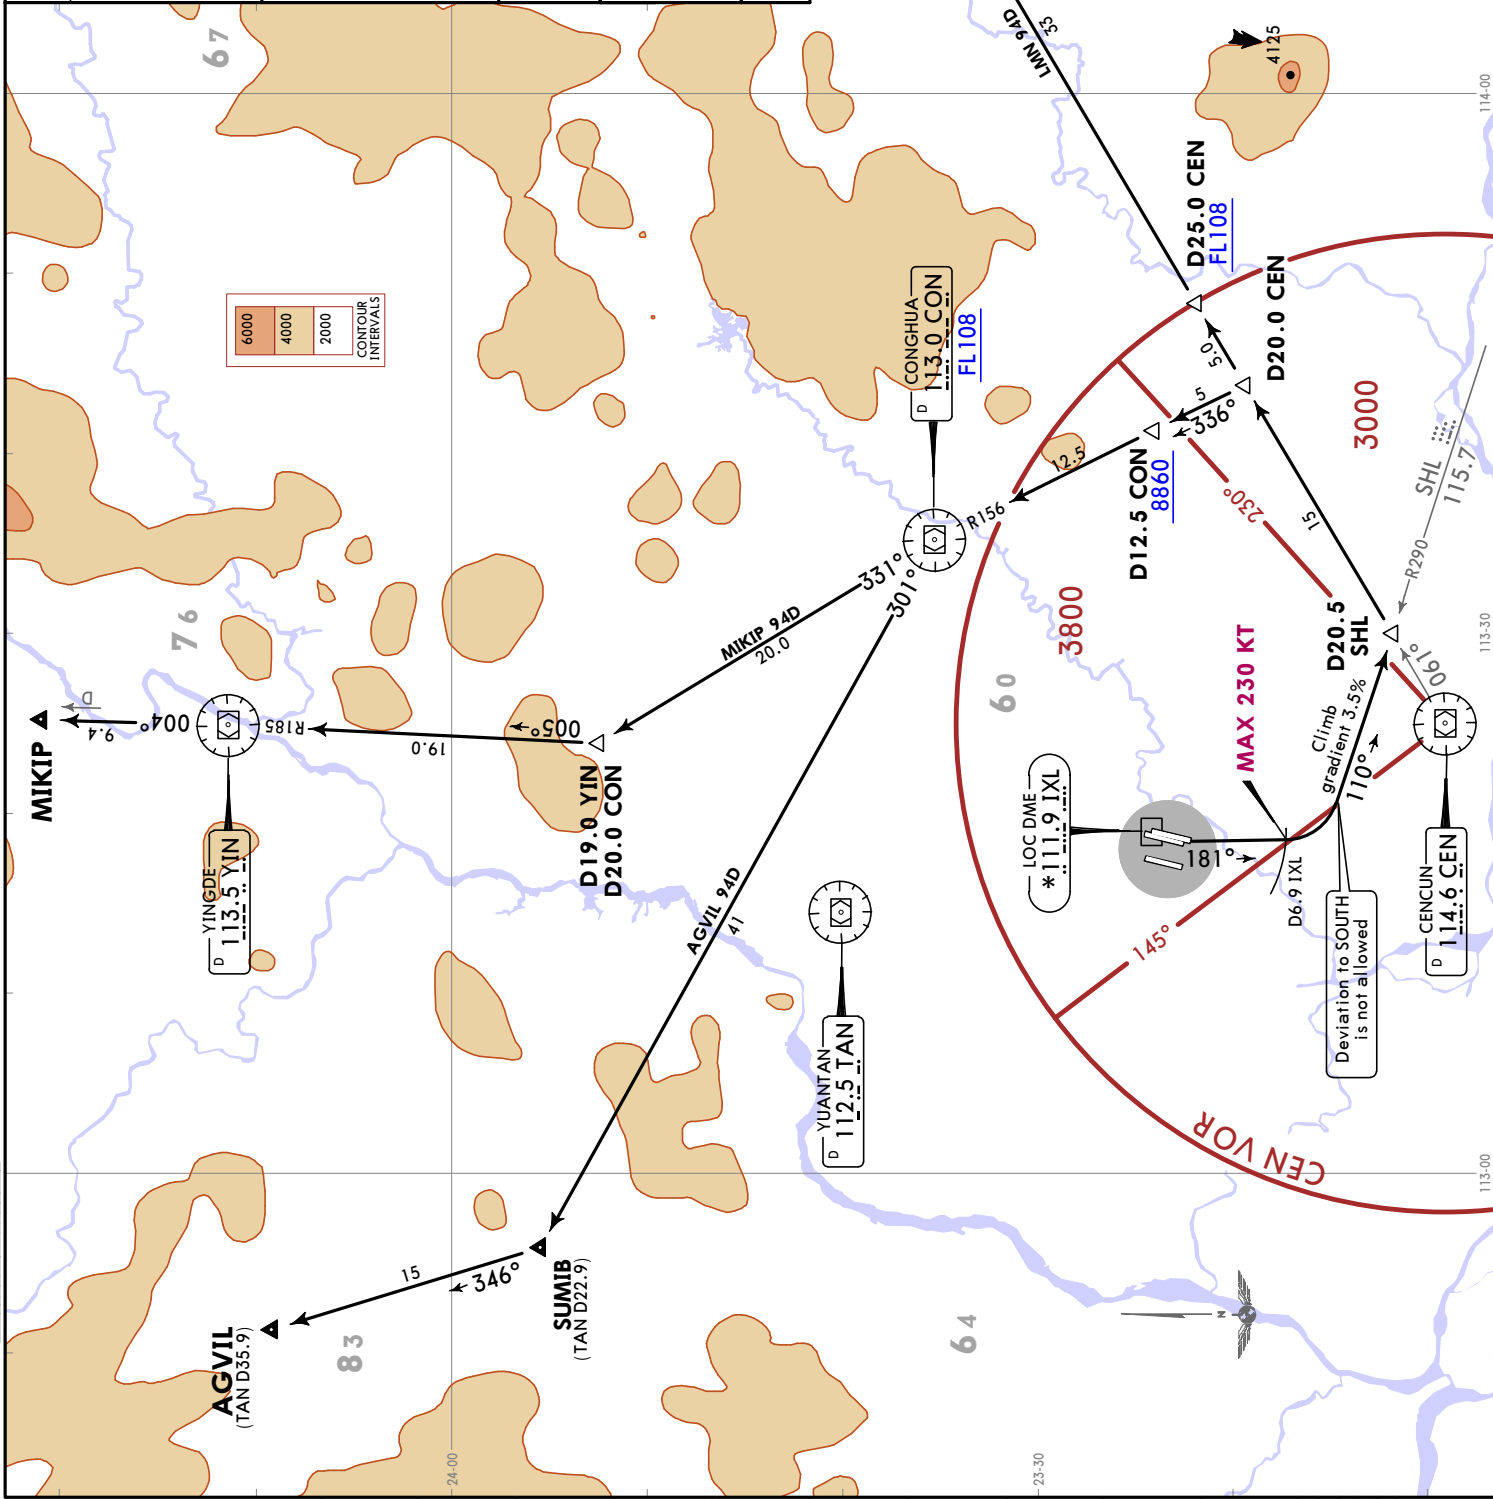 67
LMN 94D
33
4125
114-00
6000
4000
2000
CONTOUR
INTERVALS
D25.0 CEN
FL108
CONGHUA
D 113.0 CON
FL108
5.0
D20.0 CEN
5
336°
12.5
D12.5 CON
8860
R156
230°
3000
SHL
115.7
R290
15
76
MIKIP
D
9.4
004°
R185
YINGDE
D 113.5 YIN
19.0
005°
D19.0 YIN
D20.0 CON
MIKIP 94D
20.0
331°
301°
AGVIL 94D
41
3800
60
MAX 230 KT
D20.5
SHL
113-30
061°
Climb
gradient 3.5%
110°
LOC DME
*111.9 IXL
181°
D6.9 IXL
145°
Deviation to SOUTH
is not allowed
CENCUN
D 114.6 CEN
YUANTAN
D 112.5 TAN
CEN VOR
113-00
15
346°
SUMIB
(TAN D22.9)
AGVIL
(TAN D35.9)
83
64
N
24-00
23-30